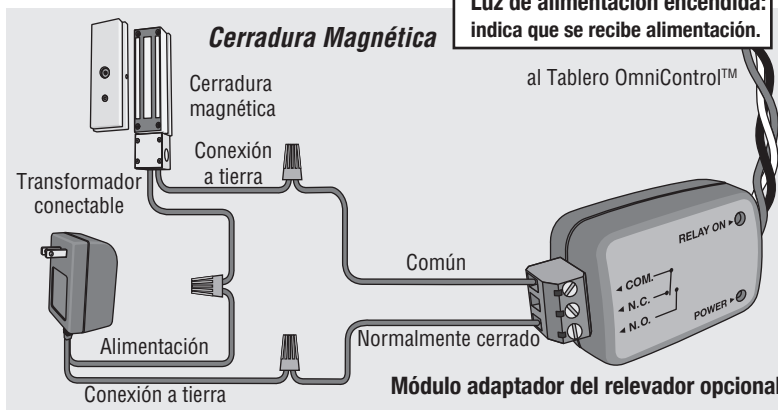 Luz de alimentación encendida:
indica que se recibe alimentación.
Cerradura Magnética
al Tablero OmniControl™
Cerradura
magnética
Conexión
a tierra
Transformador
conectable
RELAY ON ▸
Común
◂ COM.
◂ N.C.
◂ N.O.
POWER ▸
Alimentación
Normalmente cerrado
Conexión a tierra
Módulo adaptador del relevador opcional